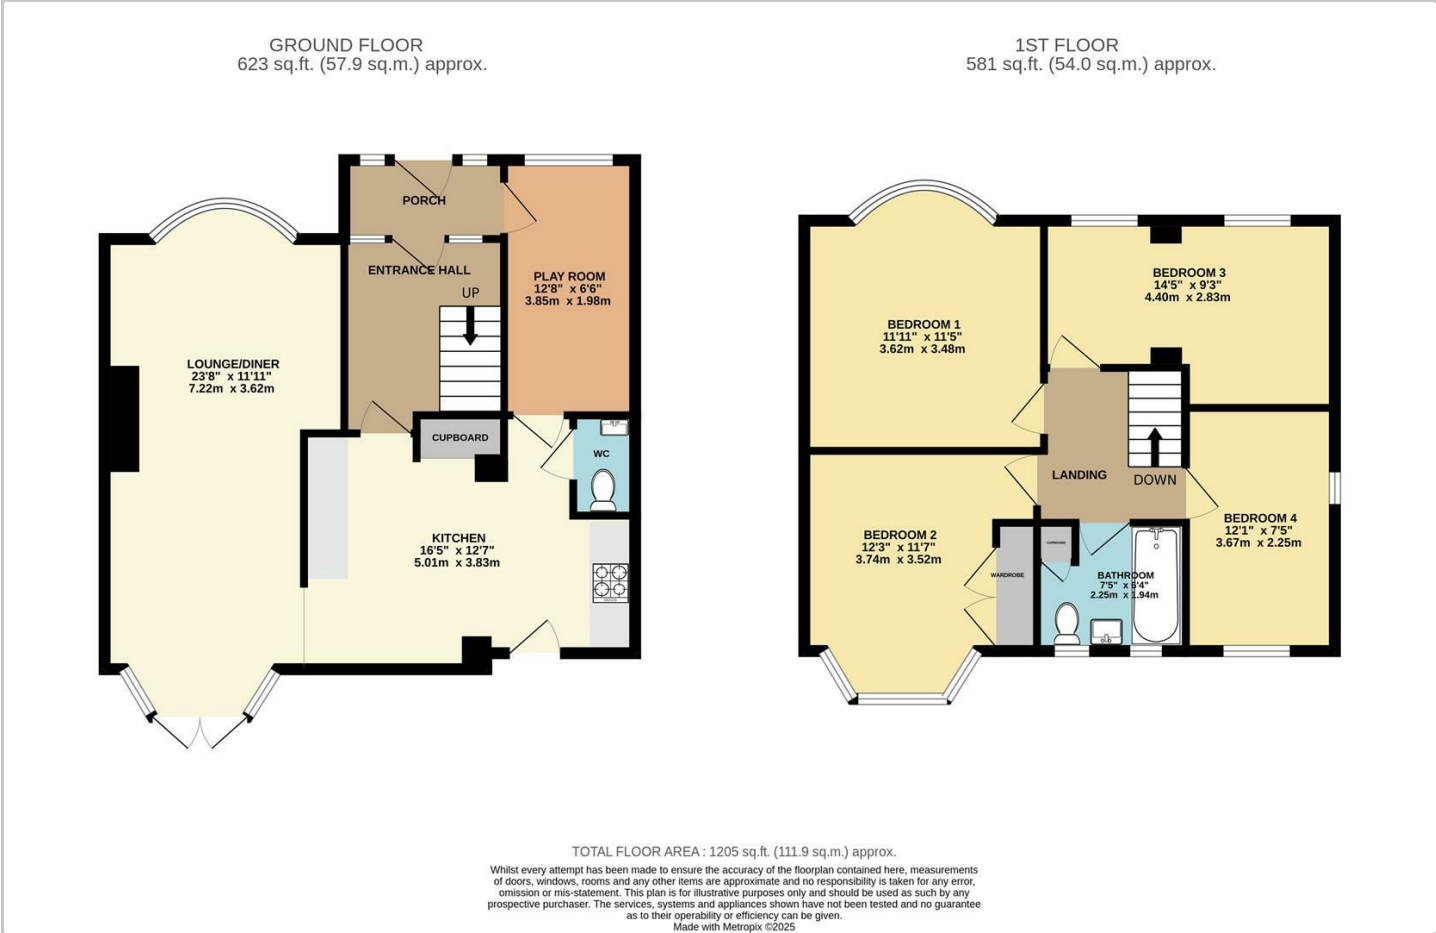 GROUND FLOOR
623 sq.ft. (57.9 sq.m.) approx.
1ST FLOOR
581 sq.ft. (54.0 sq.m.) approx.
PORCH
ENTRANCE HALL
UP
PLAY ROOM
12'8" x 6'6"
3.85m x 1.98m
LOUNGE/DINER
23'8" x 11'11"
7.22m x 3.62m
CUPBOARD
WC
KITCHEN
16'5" x 12'7"
5.01m x 3.83m
BEDROOM 3
14'5" x 9'3"
4.40m x 2.83m
BEDROOM 1
11'11" x 11'5"
3.62m x 3.48m
LANDING
DOWN
BEDROOM 4
12'1" x 7'5"
3.67m x 2.25m
BEDROOM 2
12'3" x 11'7"
3.74m x 3.52m
WARDROBE
CUPBOARD
BATHROOM
7'5" x 6'4"
2.25m x 1.94m
TOTAL FLOOR AREA : 1205 sq.ft. (111.9 sq.m.) approx.
Whilst every attempt has been made to ensure the accuracy of the floorplan contained here, measurements
of doors, windows, rooms and any other items are approximate and no responsibility is taken for any error,
omission or mis-statement. This plan is for illustrative purposes only and should be used as such by any
prospective purchaser. The services, systems and appliances shown have not been tested and no guarantee
as to their operability or efficiency can be given.
Made with Metropix ©2025